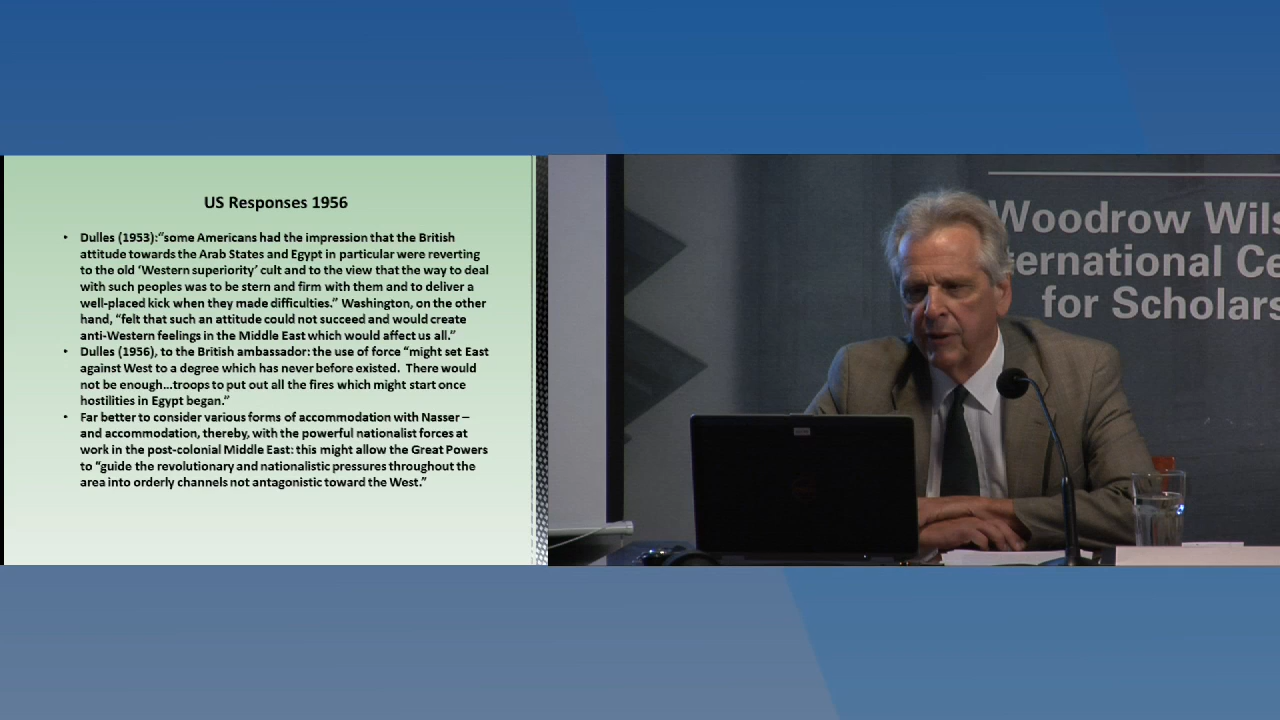 US Responses 1956
• Dulles (1953):“some Americans had the impression that the British
attitude towards the Arab States and Egypt in particular were reverting
to the old ‘Western superiority’ cult and to the view that the way to deal
with such peoples was to be stern and firm with them and to deliver a
well-placed kick when they made difficulties.” Washington, on the other
hand, “felt that such an attitude could not succeed and would create
anti-Western feelings in the Middle East which would affect us all.”
• Dulles (1956), to the British ambassador: the use of force “might set East
against West to a degree which has never before existed. There would
not be enough...troops to put out all the fires which might start once
hostilities in Egypt began.”
• Far better to consider various forms of accommodation with Nasser –
and accommodation, thereby, with the powerful nationalist forces at
work in the post-colonial Middle East: this might allow the Great Powers
to “guide the revolutionary and nationalistic pressures throughout the
area into orderly channels not antagonistic toward the West.”
Woodrow Wils
ternational Ce
for Scholars